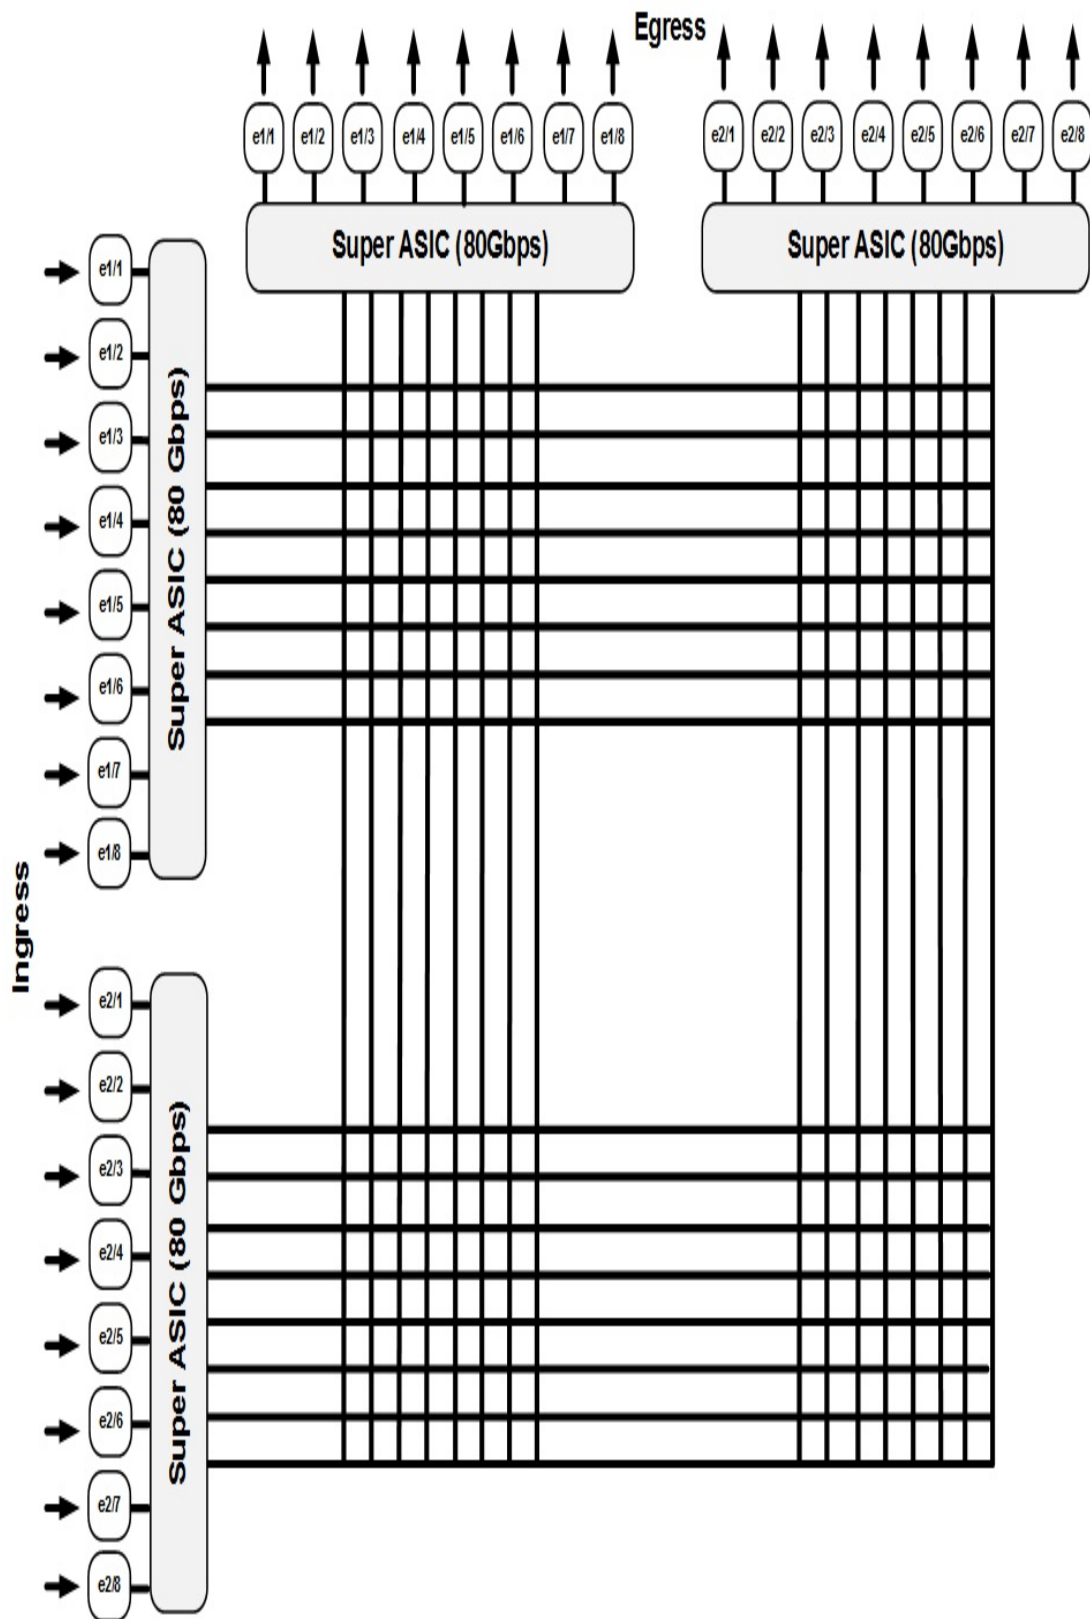 Egress
e1/1 e1/2 e1/3 e1/4 e1/5 e1/6 e1/7 e1/8
e2/1 e2/2 e2/3 e2/4 e2/5 e2/6 e2/7 e2/8
Super ASIC (80Gbps)
Super ASIC (80Gbps)
Ingress
e1/1
e1/2
e1/3
e1/4
e1/5
e1/6
e1/7
e1/8
Super ASIC (80 Gbps)
e2/1
e2/2
e2/3
e2/4
e2/5
e2/6
e2/7
e2/8
Super ASIC (80 Gbps)